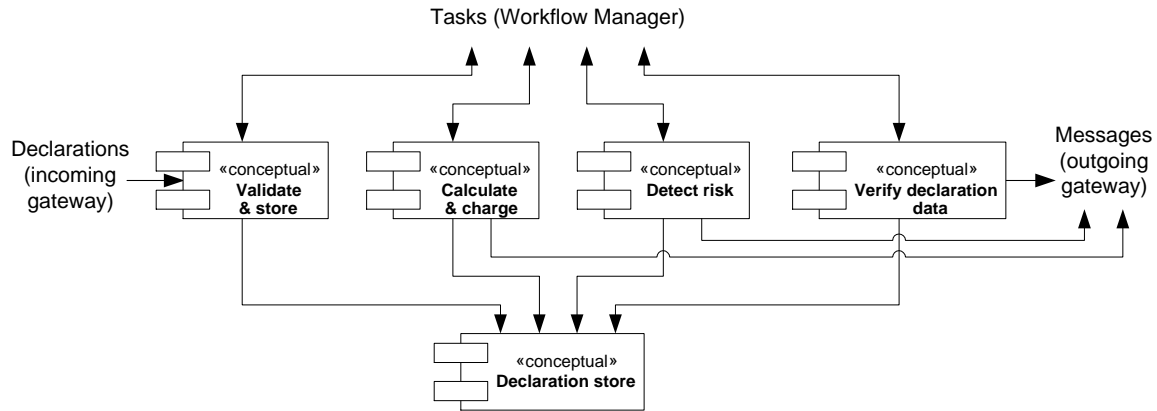 Tasks (Workflow Manager)
Declarations
(incoming
gateway)
«conceptual»
Validate
& store
«conceptual»
Calculate
& charge
«conceptual»
Detect risk
«conceptual»
Verify declaration
data
Messages
(outgoing
gateway)
«conceptual»
Declaration store